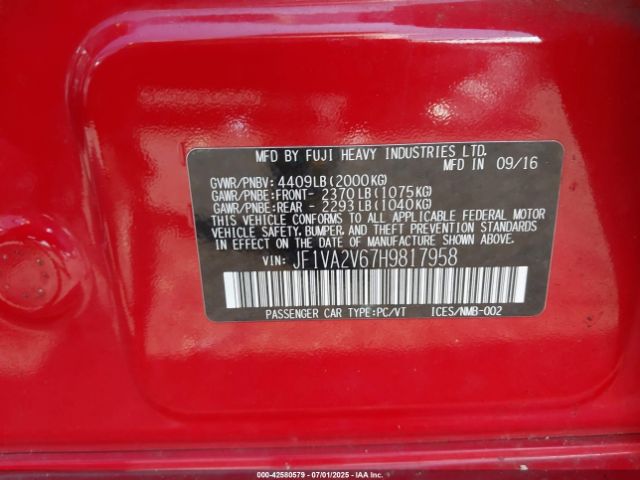 MFD BY FUJI HEAVY INDUSTRIES LTD.
MFD IN 09/16
GVWR/PNBV: 4409LB(2000KG)
GAWR/PNBE:FRONT- 2370LB(1075KG)
GAWR/PNBE:REAR - 2293LB(1040KG)
THIS VEHICLE CONFORMS TO ALL APPLICABLE FEDERAL MOTOR
VEHICLE SAFETY, BUMPER, AND THEFT PREVENTION STANDARDS
IN EFFECT ON THE DATE OF MANUFACTURE SHOWN ABOVE.
VIN: JF1VA2V67H9817958
PASSENGER CAR TYPE:PC/VT ICES/NMB-002
000-42580579 | 07/01/2025 | IAAI.COM